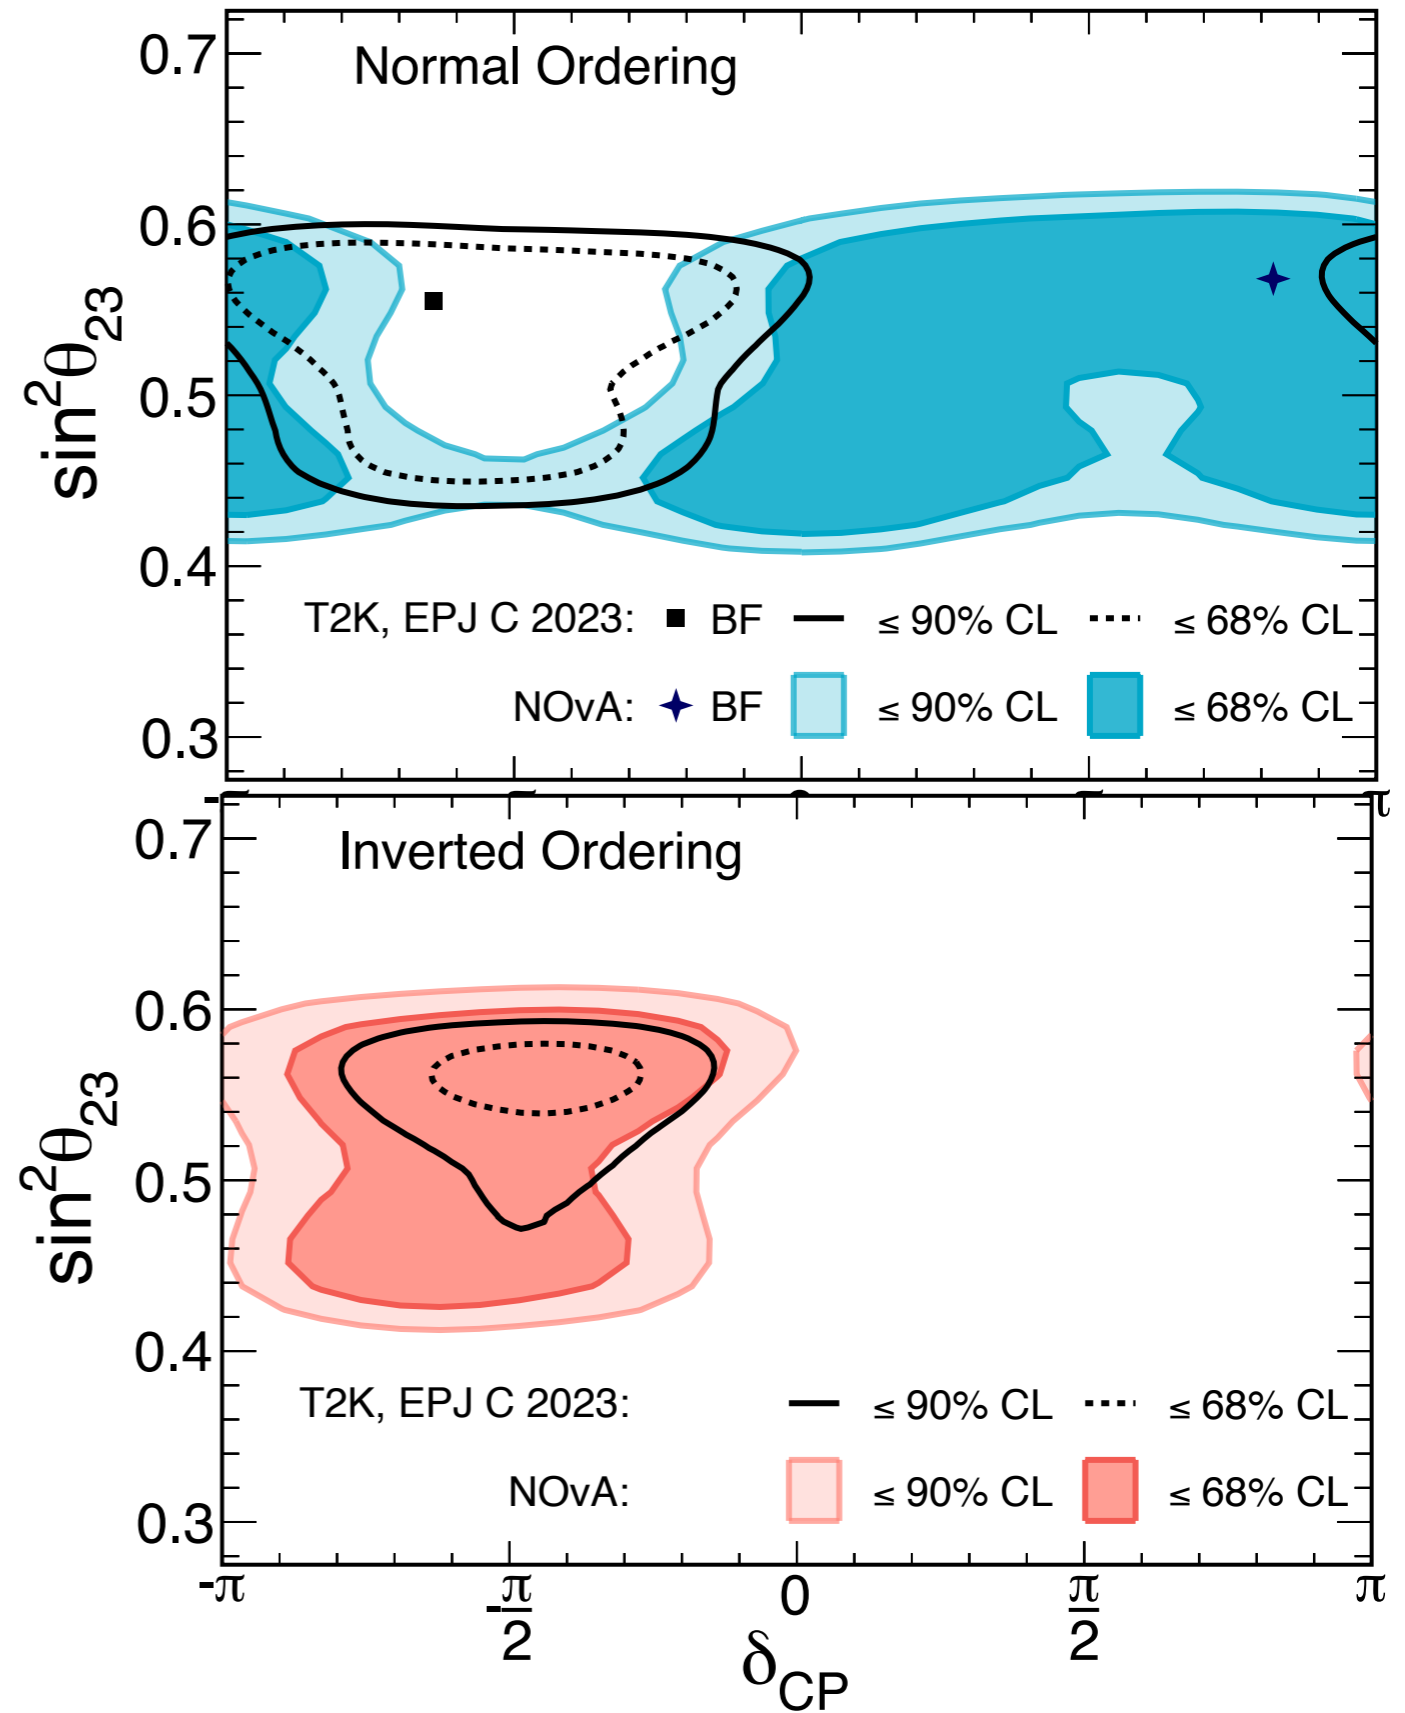 Normal Ordering
0.7
0.6
0.5
0.4
0.3
sin²θ₂₃
T2K, EPJ C 2023: BF ≤ 90% CL ≤ 68% CL
NOvA: BF ≤ 90% CL ≤ 68% CL
π
Inverted Ordering
0.7
0.6
0.5
0.4
0.3
sin²θ₂₃
T2K, EPJ C 2023: ≤ 90% CL ≤ 68% CL
NOvA: ≤ 90% CL ≤ 68% CL
-π -π/2 0 π/2 π
δCP